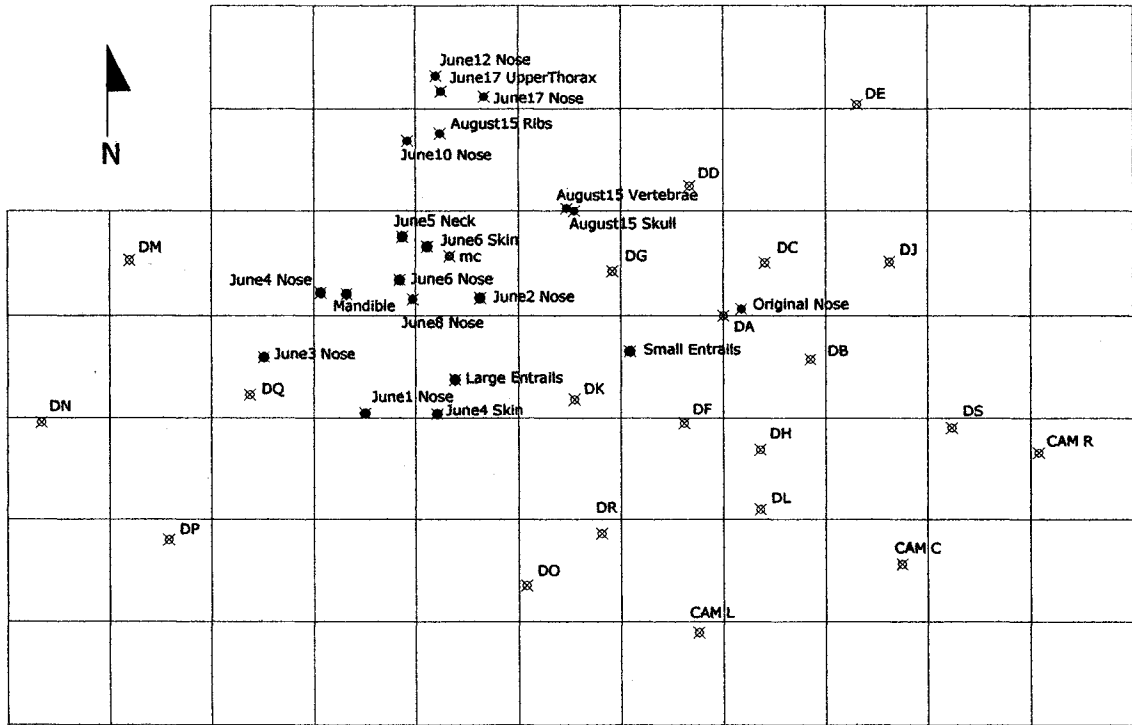 June12 Nose
June17 UpperThorax
June17 Nose
DE
N
August15 Ribs
June10 Nose
DD
August15 Vertebrae
August15 Skull
June5 Neck
June6 Skin
mc
DM
DG
DC
DJ
June4 Nose
Mandible
June6 Nose
June2 Nose
June8 Nose
Original Nose
DA
June3 Nose
Small Entrails
DB
Large Entrails
DQ
DK
June1 Nose
June4 Skin
DN
DF
DS
DH
CAM R
DL
DR
DP
CAM C
DO
CAM L